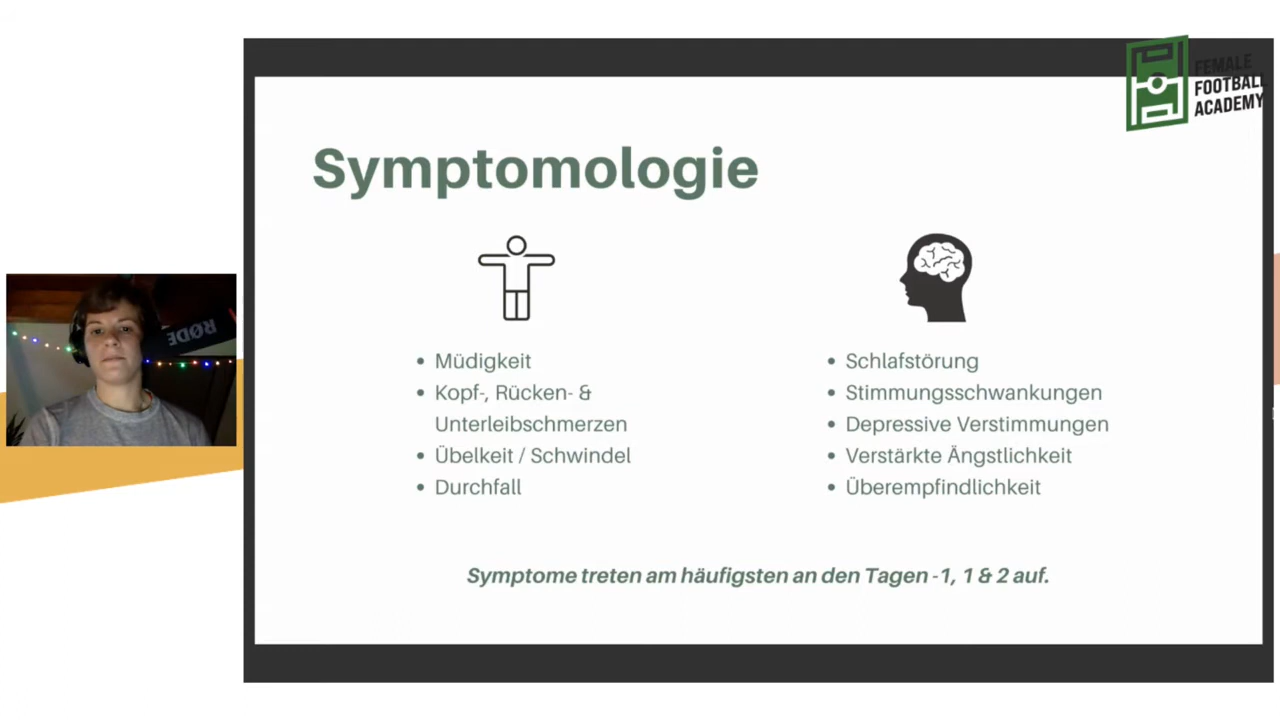 FEMALE
FOOTBALL
ACADEMY
Symptomologie
RØDE
• Müdigkeit
• Kopf-, Rücken- &
Unterleibschmerzen
• Übelkeit / Schwindel
• Durchfall
• Schlafstörung
• Stimmungsschwankungen
• Depressive Verstimmungen
• Verstärkte Ängstlichkeit
• Überempfindlichkeit
Symptome treten am häufigsten an den Tagen -1, 1 & 2 auf.